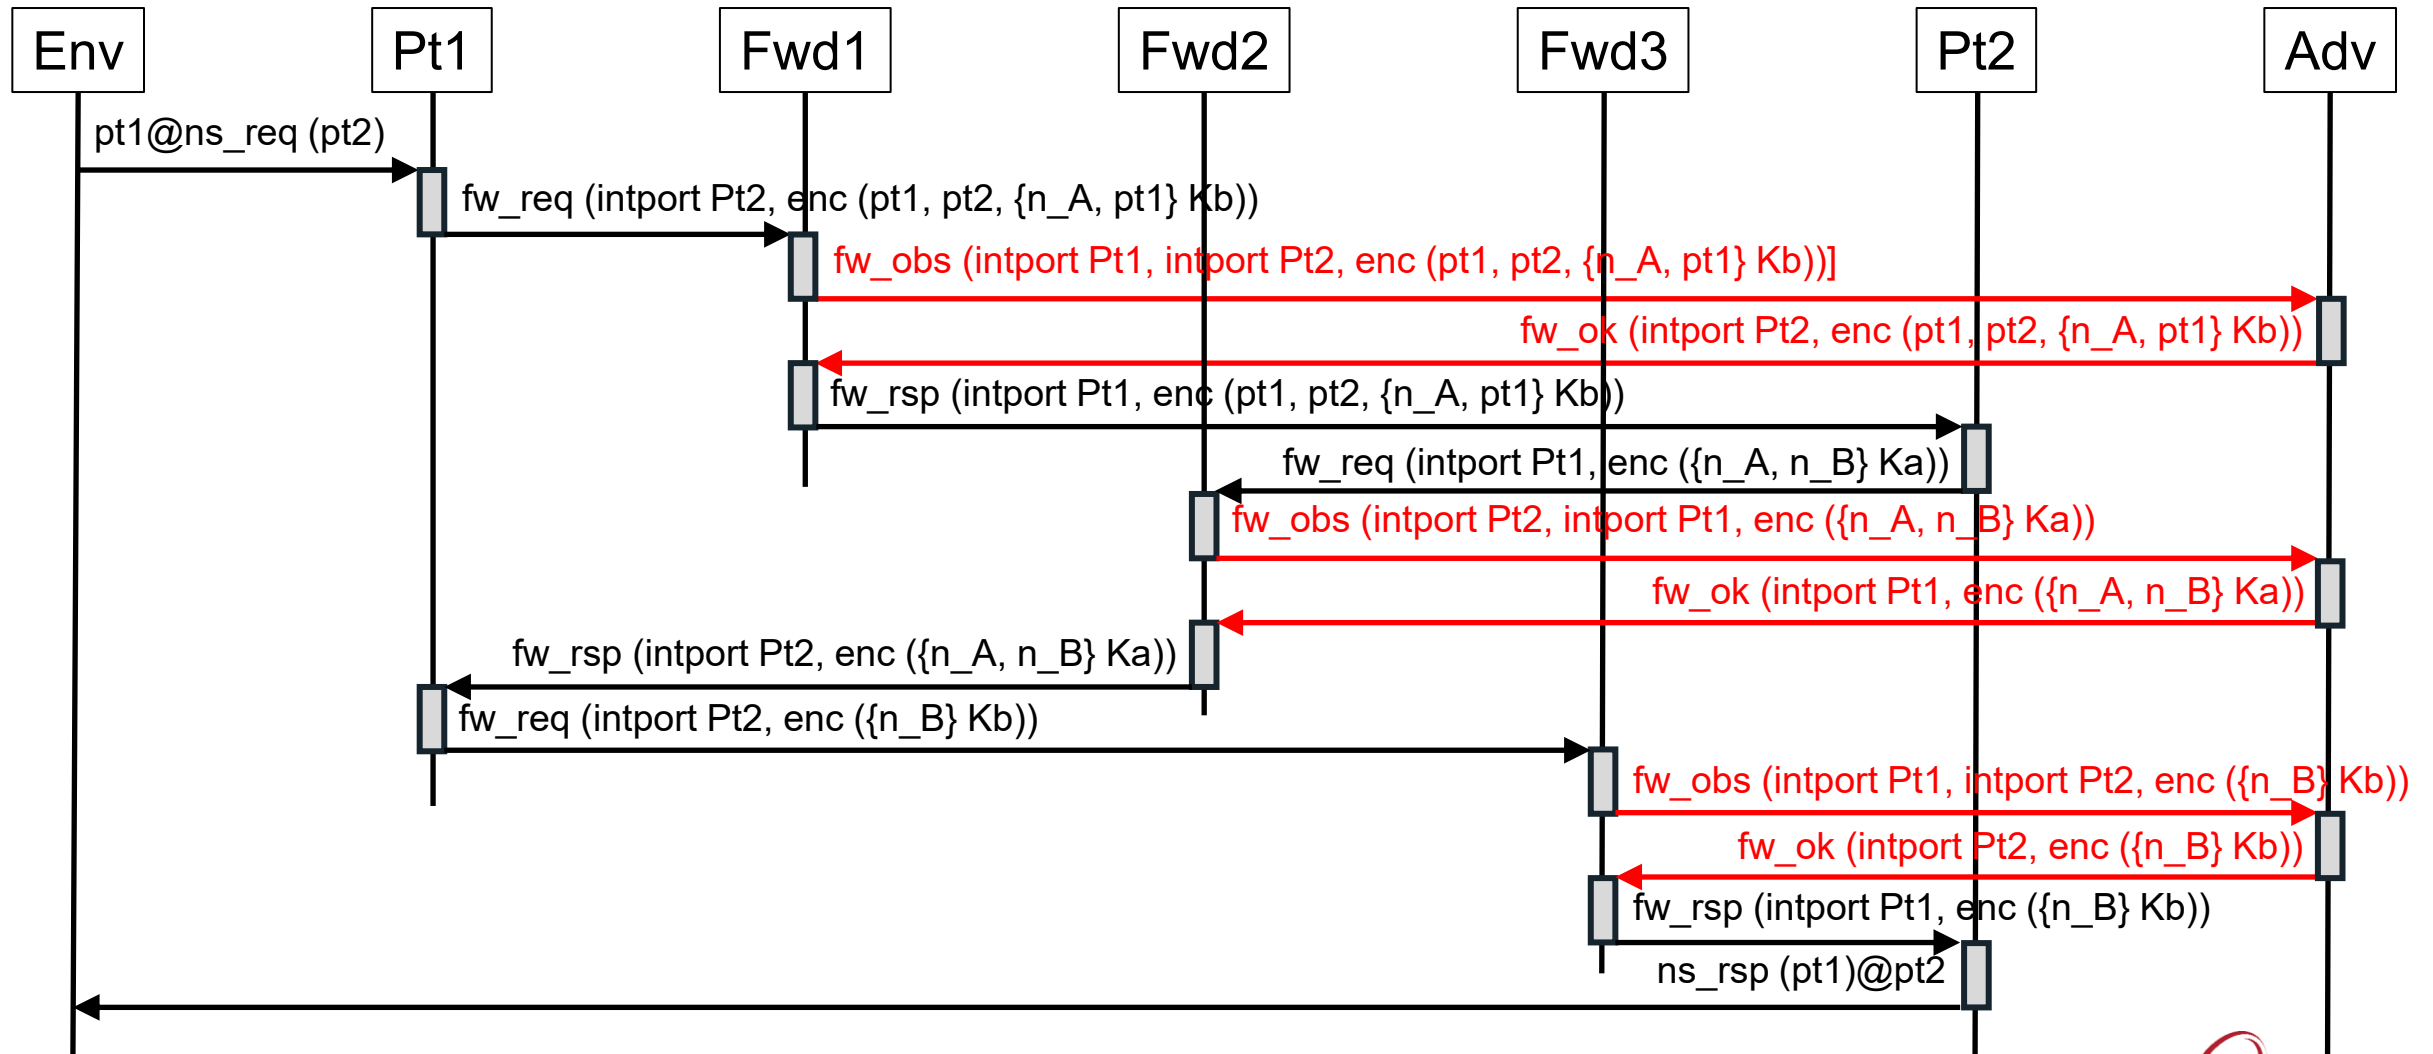 Env
Pt1
Fwd1
Fwd2
Fwd3
Pt2
Adv
pt1@ns_req (pt2)
fw_req (intport Pt2, enc (pt1, pt2, {n_A, pt1} Kb))
fw_obs (intport Pt1, intport Pt2, enc (pt1, pt2, {n_A, pt1} Kb))]
fw_ok (intport Pt2, enc (pt1, pt2, {n_A, pt1} Kb))
fw_rsp (intport Pt1, enc (pt1, pt2, {n_A, pt1} Kb))
fw_req (intport Pt1, enc ({n_A, n_B} Ka))
fw_obs (intport Pt2, intport Pt1, enc ({n_A, n_B} Ka))
fw_ok (intport Pt1, enc ({n_A, n_B} Ka))
fw_rsp (intport Pt2, enc ({n_A, n_B} Ka))
fw_req (intport Pt2, enc ({n_B} Kb))
fw_obs (intport Pt1, intport Pt2, enc ({n_B} Kb))
fw_ok (intport Pt2, enc ({n_B} Kb))
fw_rsp (intport Pt1, enc ({n_B} Kb))
ns_rsp (pt1)@pt2